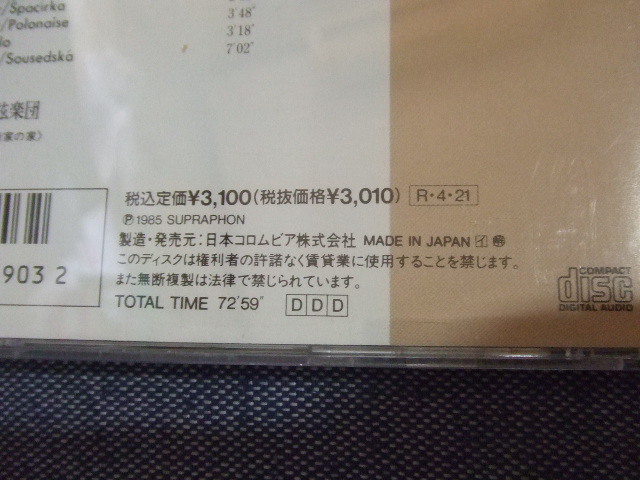 /Spacirka
3'48"
/Polonaise
3'18"
7'02"
/Sousedská
弦楽団
家の家〉
税込定価¥3,100(税抜価格¥3,010) R・4・21
Ⓟ1985 SUPRAPHON
製造・発売元:日本コロムビア株式会社 MADE IN JAPAN
このディスクは権利者の許諾なく賃貸業に使用することを禁じます。
また無断複製は法律で禁じられています。
TOTAL TIME 72'59" D D D
903 2
COMPACT
disc
DIGITAL AUDIO